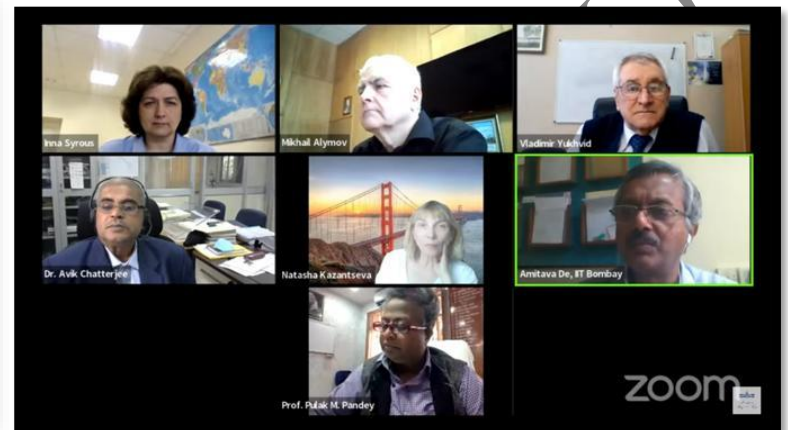 Inna Syrous
Mikhail Alymov
Vladimir Yukhvid
Dr. Avik Chatterjee
Natasha Kazantseva
Amitava De, IIT Bombay
Prof. Pulak M. Pandey
zoom